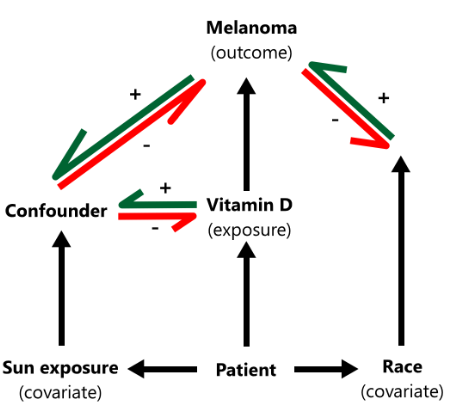 Melanoma
(outcome)
+
+
-
-
Confounder
+
-
Vitamin D
(exposure)
Sun exposure
(covariate)
Patient
Race
(covariate)